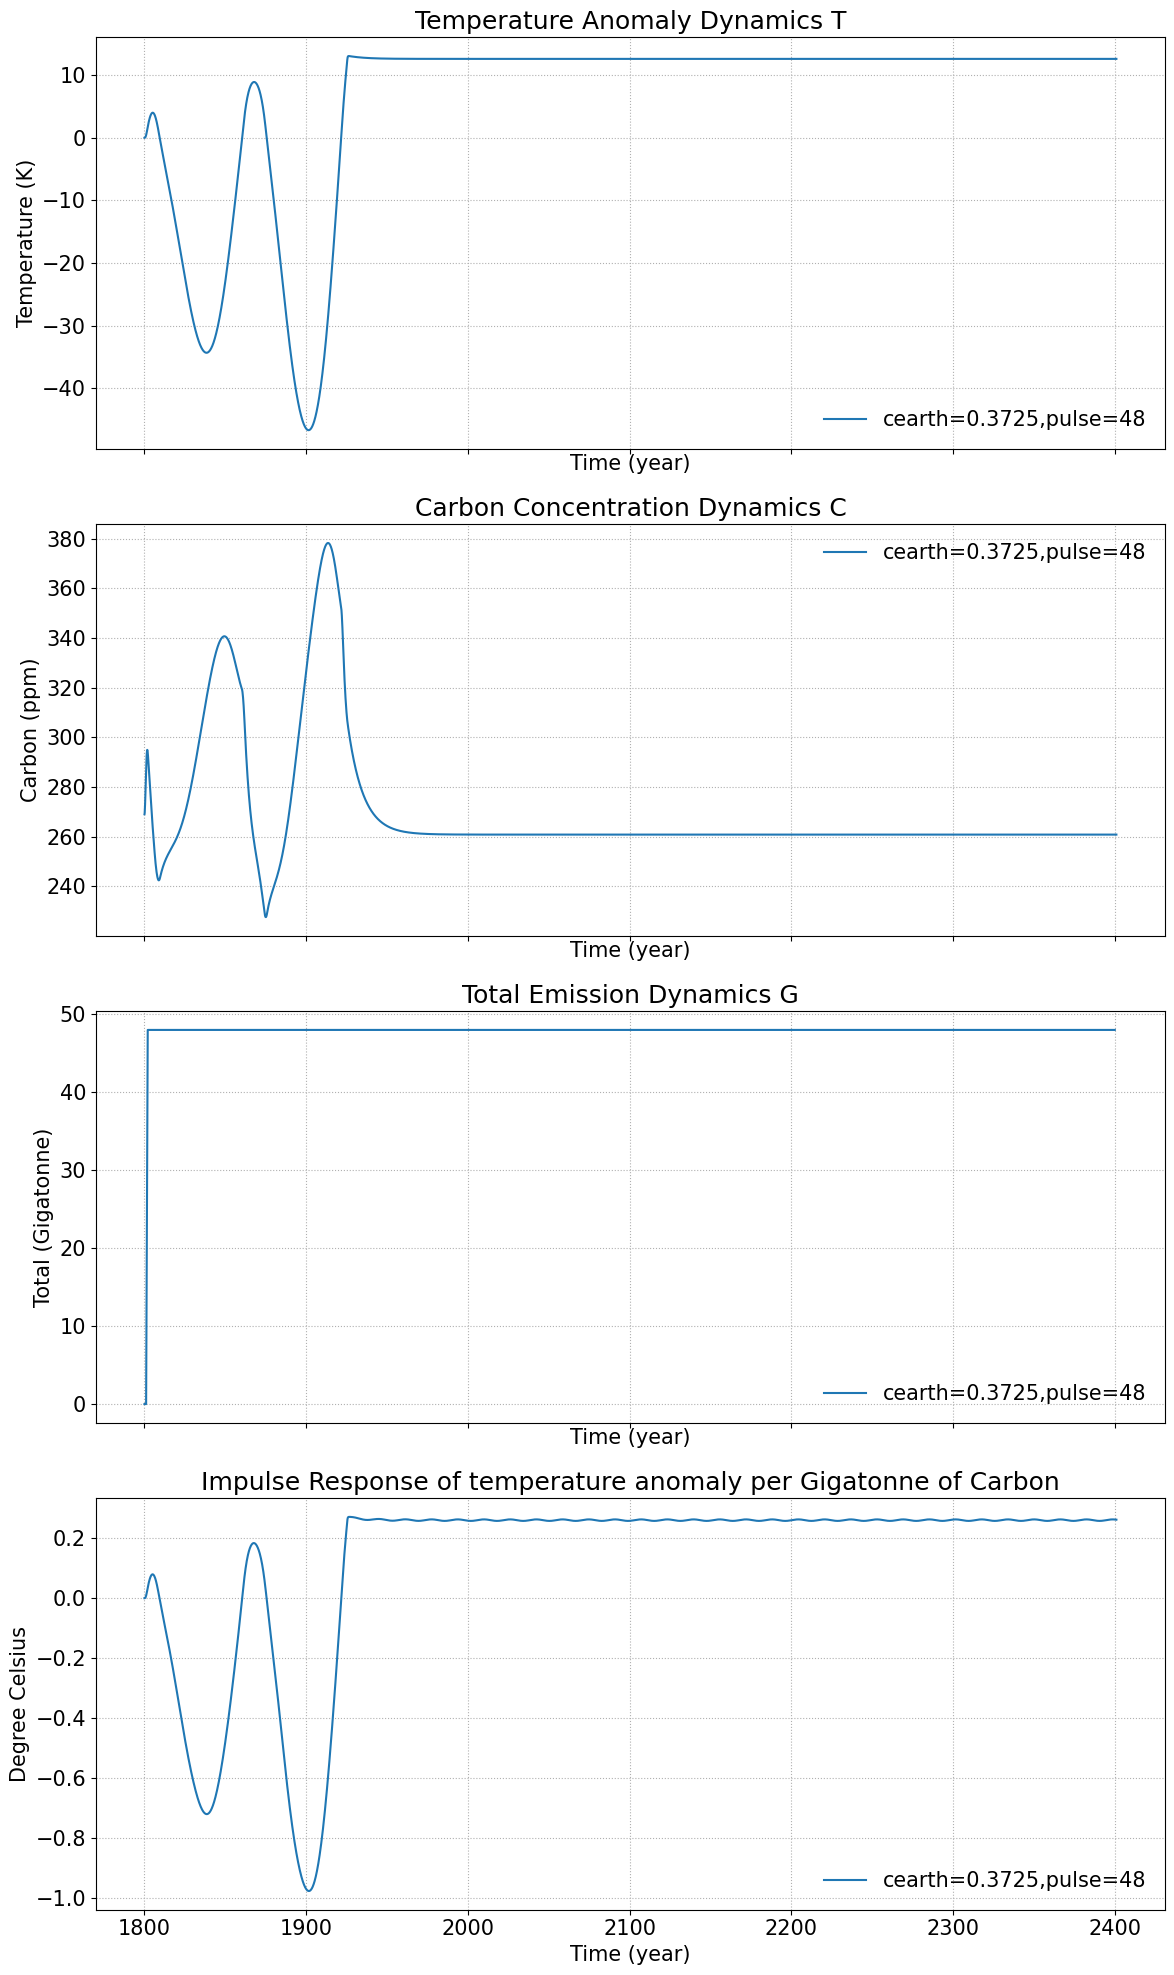 Temperature Anomaly Dynamics T
10
0
−10
−20
−30
−40
Temperature (K)
cearth=0.3725,pulse=48
Time (year)
Carbon Concentration Dynamics C
380
360
340
320
300
280
260
240
Carbon (ppm)
cearth=0.3725,pulse=48
Time (year)
Total Emission Dynamics G
50
40
30
20
10
0
Total (Gigatonne)
cearth=0.3725,pulse=48
Time (year)
Impulse Response of temperature anomaly per Gigatonne of Carbon
0.2
0.0
−0.2
−0.4
−0.6
−0.8
−1.0
Degree Celsius
cearth=0.3725,pulse=48
1800 1900 2000 2100 2200 2300 2400
Time (year)